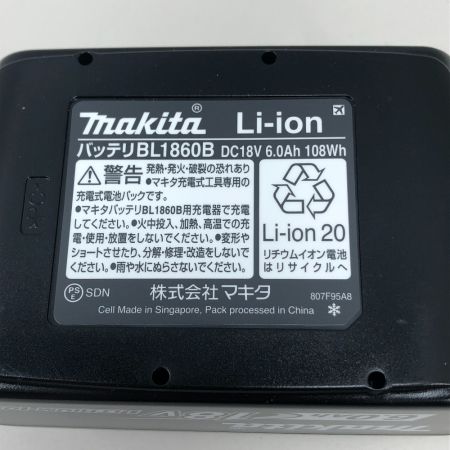 makita® Li-ion
バッテリBL1860B DC18V 6.0Ah 108Wh
警告 発熱・発火・破裂の恐れあり
●マキタ充電式工具専用の
充電式電池パックです。
●マキタバッテリBL1860B用充電器で充電
してください。●火中投入、加熱、高温での充
電・使用・放置をしないでください。●変形や
ショートさせたり、分解・修理・改造をしないで
ください。●雨や水にぬらさないでください。
Li-ion 20
リチウムイオン電池
はリサイクルへ
PS E SDN 株式会社マキタ 807F95A8
Cell Made in Singapore, Pack processed in China
18V
makita